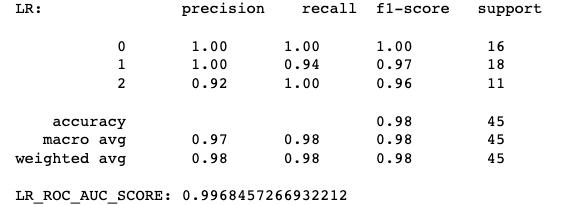 LR: precision recall f1-score support
0 1.00 1.00 1.00 16
1 1.00 0.94 0.97 18
2 0.92 1.00 0.96 11
accuracy 0.98 45
macro avg 0.97 0.98 0.98 45
weighted avg 0.98 0.98 0.98 45
LR_ROC_AUC_SCORE: 0.9968457266932212